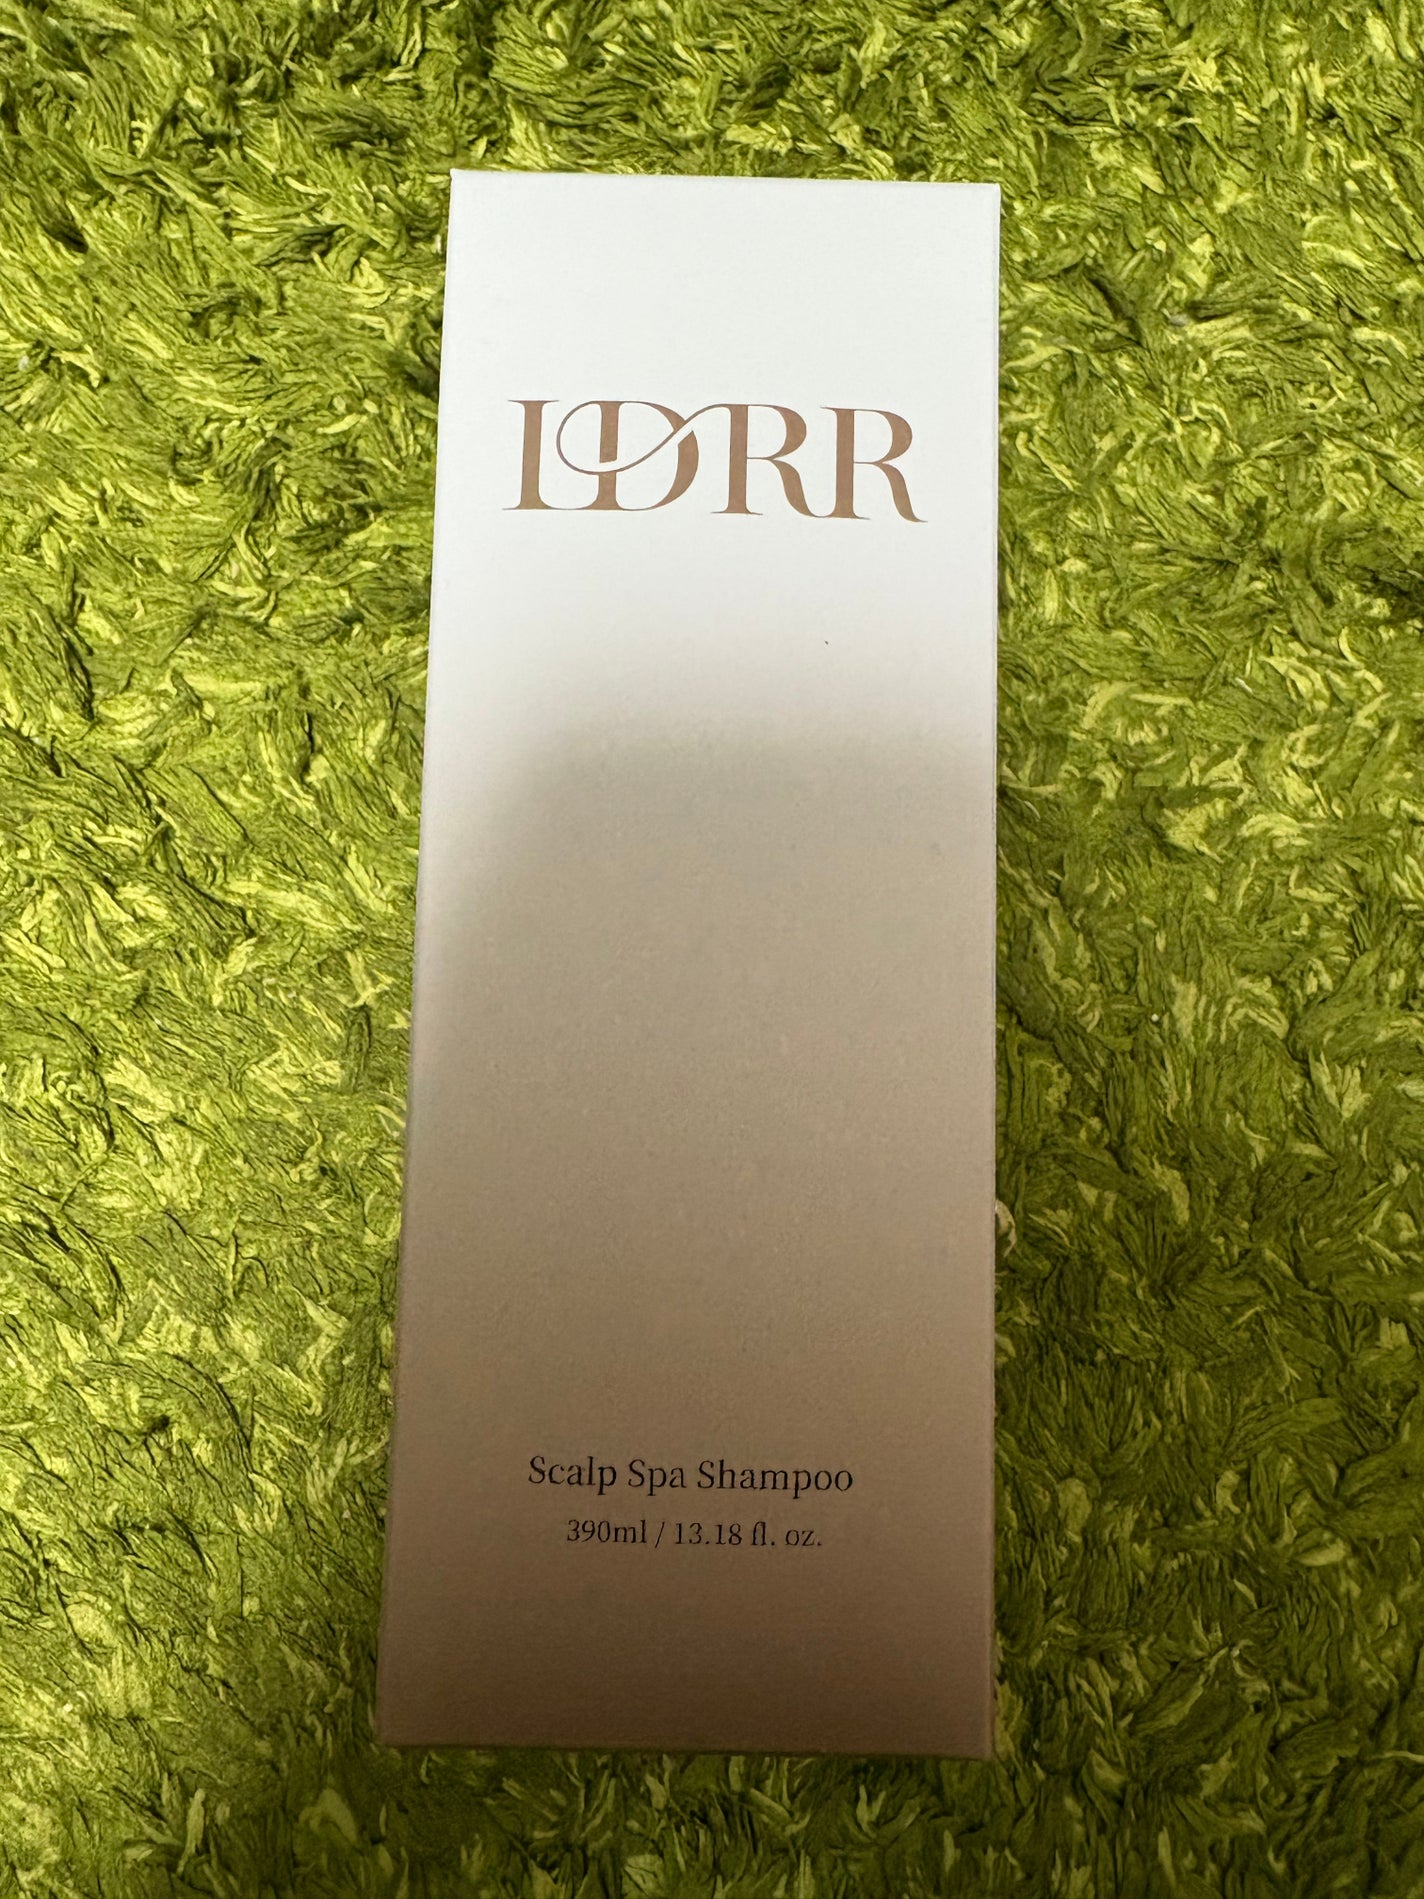 LDRR
Scalp Spa Shampoo
390ml / 13.18 fl. oz.